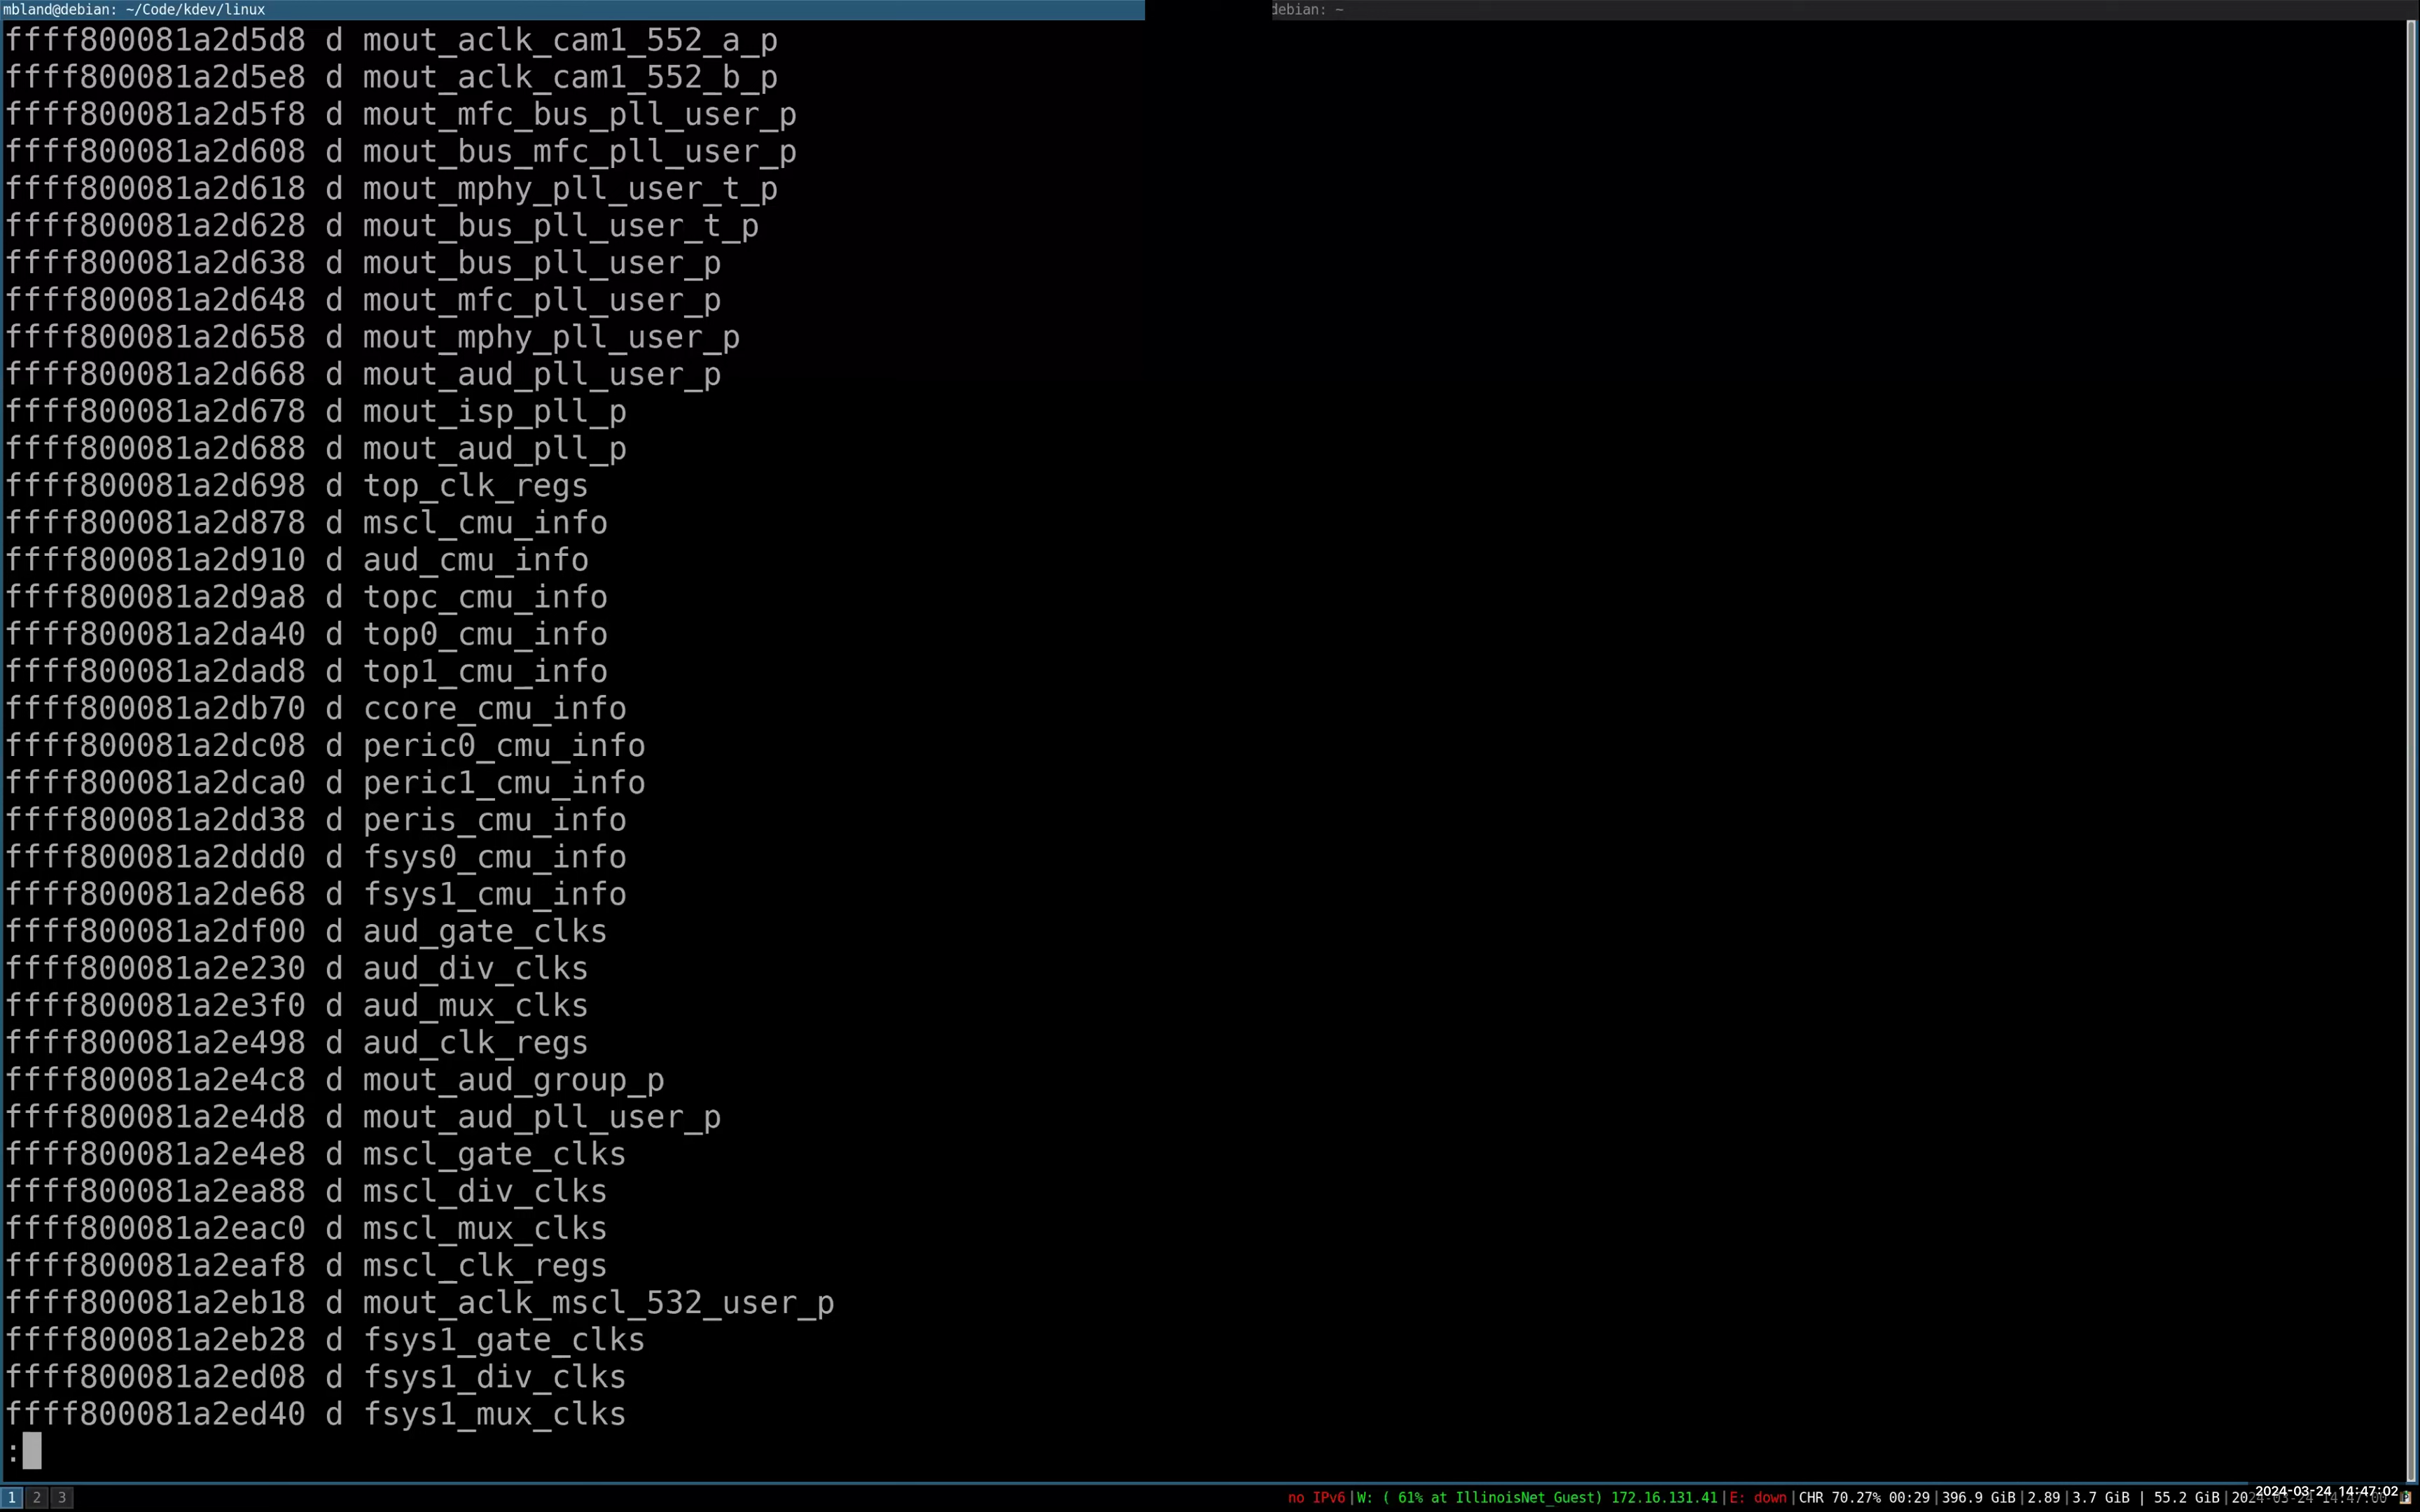 mbland@debian: ~/Code/kdev/linux
debian: ~
ffff800081a2d5d8 d mout_aclk_cam1_552_a_p
ffff800081a2d5e8 d mout_aclk_cam1_552_b_p
ffff800081a2d5f8 d mout_mfc_bus_pll_user_p
ffff800081a2d608 d mout_bus_mfc_pll_user_p
ffff800081a2d618 d mout_mphy_pll_user_t_p
ffff800081a2d628 d mout_bus_pll_user_t_p
ffff800081a2d638 d mout_bus_pll_user_p
ffff800081a2d648 d mout_mfc_pll_user_p
ffff800081a2d658 d mout_mphy_pll_user_p
ffff800081a2d668 d mout_aud_pll_user_p
ffff800081a2d678 d mout_isp_pll_p
ffff800081a2d688 d mout_aud_pll_p
ffff800081a2d698 d top_clk_regs
ffff800081a2d878 d mscl_cmu_info
ffff800081a2d910 d aud_cmu_info
ffff800081a2d9a8 d topc_cmu_info
ffff800081a2da40 d top0_cmu_info
ffff800081a2dad8 d top1_cmu_info
ffff800081a2db70 d ccore_cmu_info
ffff800081a2dc08 d peric0_cmu_info
ffff800081a2dca0 d peric1_cmu_info
ffff800081a2dd38 d peris_cmu_info
ffff800081a2ddd0 d fsys0_cmu_info
ffff800081a2de68 d fsys1_cmu_info
ffff800081a2df00 d aud_gate_clks
ffff800081a2e230 d aud_div_clks
ffff800081a2e3f0 d aud_mux_clks
ffff800081a2e498 d aud_clk_regs
ffff800081a2e4c8 d mout_aud_group_p
ffff800081a2e4d8 d mout_aud_pll_user_p
ffff800081a2e4e8 d mscl_gate_clks
ffff800081a2ea88 d mscl_div_clks
ffff800081a2eac0 d mscl_mux_clks
ffff800081a2eaf8 d mscl_clk_regs
ffff800081a2eb18 d mout_aclk_mscl_532_user_p
ffff800081a2eb28 d fsys1_gate_clks
ffff800081a2ed08 d fsys1_div_clks
ffff800081a2ed40 d fsys1_mux_clks
:
1 2 3 no IPv6|W: ( 61% at IllinoisNet_Guest) 172.16.131.41|E: down|CHR 70.27% 00:29|396.9 GiB|2.89|3.7 GiB | 55.2 GiB|2024-03-24 14:47:02